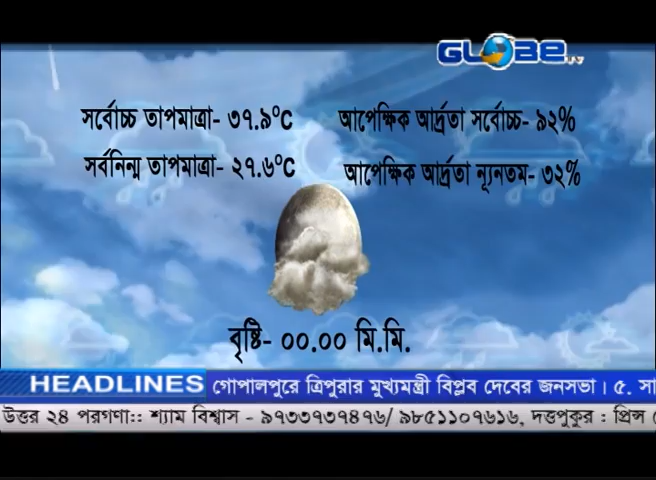 GLOBE TV
সর্বোচ্চ তাপমাত্রা- ৩৭.৯°C
আপেক্ষিক আর্দ্রতা সর্বোচ্চ- ৯২%
সর্বনিন্ম তাপমাত্রা- ২৭.৬°C
আপেক্ষিক আর্দ্রতা ন্যূনতম- ৩২%
বৃষ্টি- ০০.০০ মি.মি.
HEADLINES গোপালপুরে ত্রিপুরার মুখ্যমন্ত্রী বিপ্লব দেবের জনসভা। ৫. সা
উত্তর ২৪ পরগণা:: শ্যাম বিশ্বাস - ৯৭৩৩৭৩৭৪৭৬/ ৯৮৫১১০৭৬১৬, দত্তপুকুর : প্রিন্স